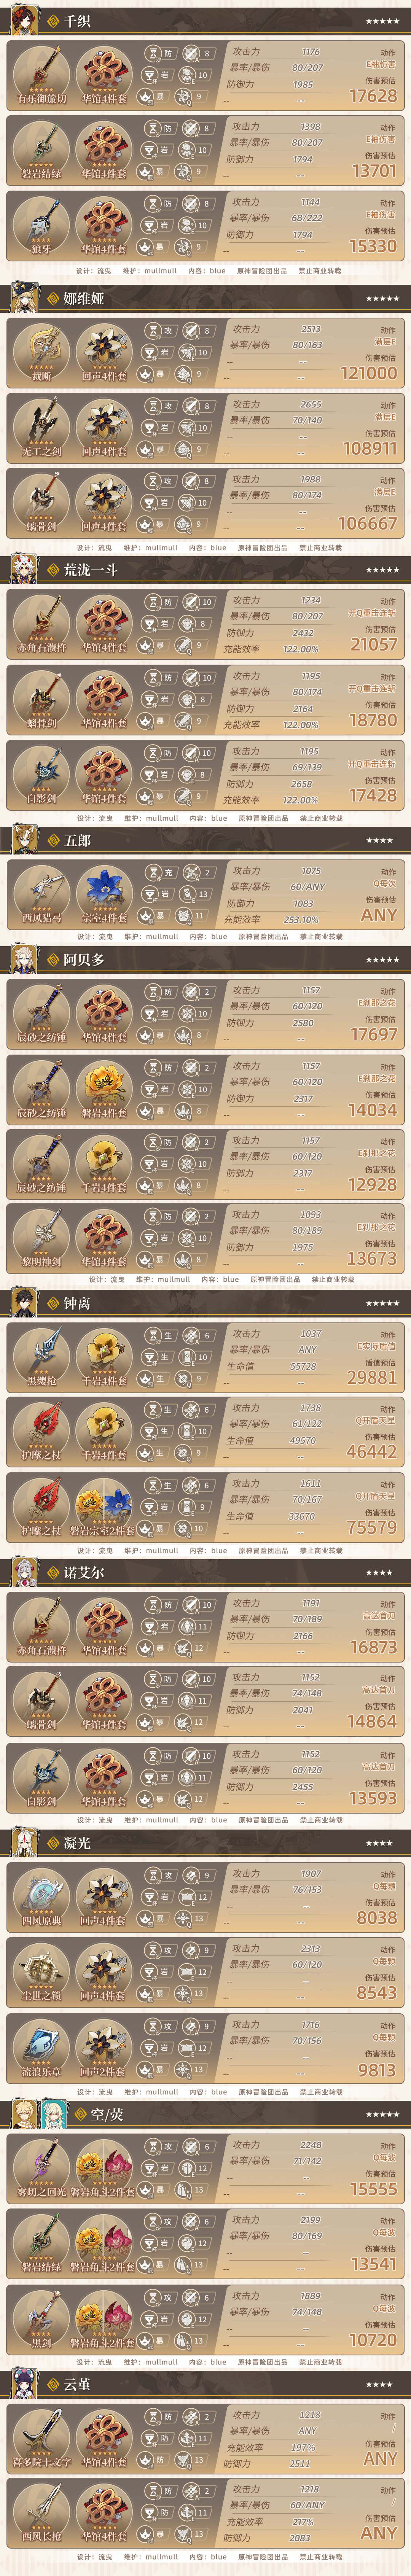 千织
★★★★★
有乐御簾切
华馆4件套
防 8
岩 10
暴 9
攻击力 1176
暴率/暴伤 80/207
防御力 1985
-- --
动作
E袖伤害
伤害预估
17628
磐岩结绿
华馆4件套
防 8
岩 10
暴 9
攻击力 1398
暴率/暴伤 80/207
防御力 1794
-- --
动作
E袖伤害
伤害预估
13701
狼牙
华馆4件套
防 8
岩 10
暴 9
攻击力 1144
暴率/暴伤 68/222
防御力 1794
-- --
动作
E袖伤害
伤害预估
15330
设计：流曳 维护：mullmull 内容：blue 原神冒险团出品 禁止商业转载
娜维娅
★★★★★
裁断
回声4件套
攻 8
岩 10
暴 9
攻击力 2513
暴率/暴伤 80/163
-- --
-- --
动作
满层E
伤害预估
121000
无工之剑
回声4件套
攻 8
岩 10
暴 9
攻击力 2655
暴率/暴伤 70/140
-- --
-- --
动作
满层E
伤害预估
108911
螭骨剑
回声4件套
攻 8
岩 10
暴 9
攻击力 1988
暴率/暴伤 80/174
-- --
-- --
动作
满层E
伤害预估
106667
设计：流曳 维护：mullmull 内容：blue 原神冒险团出品 禁止商业转载
荒泷一斗
★★★★★
赤角石溃杵
华馆4件套
防 10
岩 8
暴 9
攻击力 1234
暴率/暴伤 80/207
防御力 2432
充能效率 122.00%
动作
开Q重击连斩
伤害预估
21057
螭骨剑
华馆4件套
防 10
岩 8
暴 9
攻击力 1195
暴率/暴伤 80/174
防御力 2164
充能效率 122.00%
动作
开Q重击连斩
伤害预估
18780
白影剑
华馆4件套
防 10
岩 8
暴 9
攻击力 1195
暴率/暴伤 69/139
防御力 2658
充能效率 122.00%
动作
开Q重击连斩
伤害预估
17428
设计：流曳 维护：mullmull 内容：blue 原神冒险团出品 禁止商业转载
五郎
★★★★
西风猎弓
宗室4件套
充 2
岩 13
暴 11
攻击力 1075
暴率/暴伤 60/ANY
防御力 1083
充能效率 253.10%
动作
Q每次
伤害预估
ANY
设计：流曳 维护：mullmull 内容：blue 原神冒险团出品 禁止商业转载
阿贝多
★★★★★
辰砂之纺锤
华馆4件套
防 2
岩 10
暴 8
攻击力 1157
暴率/暴伤 60/120
防御力 2580
动作
E刹那之花
伤害预估
17697
辰砂之纺锤
磐岩4件套
防 2
岩 10
暴 8
攻击力 1157
暴率/暴伤 60/120
防御力 2317
动作
E刹那之花
伤害预估
14034
辰砂之纺锤
千岩4件套
防 2
岩 10
暴 8
攻击力 1157
暴率/暴伤 60/120
防御力 2317
动作
E刹那之花
伤害预估
12928
黎明神剑
华馆4件套
防 2
岩 10
暴 8
攻击力 1093
暴率/暴伤 80/189
防御力 1975
动作
E刹那之花
伤害预估
13673
设计：流曳 维护：mullmull 内容：blue 原神冒险团出品 禁止商业转载
钟离
★★★★★
黑缨枪
千岩4件套
生 6
生 10
生 9
攻击力 1037
暴率/暴伤 ANY
生命值 55728
-- --
动作
E实际盾值
盾值预估
29881
护摩之杖
千岩4件套
生 6
生 10
暴 9
攻击力 1738
暴率/暴伤 61/122
生命值 49570
-- --
动作
Q开盾天星
伤害预估
46442
护摩之杖
磐岩宗室2件套
生 6
岩 9
暴 10
攻击力 1611
暴率/暴伤 70/167
生命值 33670
-- --
动作
Q开盾天星
伤害预估
75579
设计：流曳 维护：mullmull 内容：blue 原神冒险团出品 禁止商业转载
诺艾尔
★★★★
赤角石溃杵
华馆4件套
防 10
岩 11
暴 12
攻击力 1191
暴率/暴伤 70/189
防御力 2166
动作
高达首刀
伤害预估
16873
螭骨剑
华馆4件套
防 10
岩 11
暴 12
攻击力 1152
暴率/暴伤 74/148
防御力 2041
动作
高达首刀
伤害预估
14864
白影剑
华馆4件套
防 10
岩 11
暴 12
攻击力 1152
暴率/暴伤 60/120
防御力 2455
动作
高达首刀
伤害预估
13593
设计：流曳 维护：mullmull 内容：blue 原神冒险团出品 禁止商业转载
凝光
★★★★
四风原典
回声4件套
攻 9
岩 12
暴 13
攻击力 1907
暴率/暴伤 76/153
-- --
-- --
动作
Q每颗
伤害预估
8038
尘世之锁
回声4件套
攻 9
岩 12
暴 13
攻击力 2313
暴率/暴伤 60/120
-- --
-- --
动作
Q每颗
伤害预估
8543
流浪乐章
回声4件套
攻 9
岩 12
暴 13
攻击力 1716
暴率/暴伤 70/156
-- --
-- --
动作
Q每颗
伤害预估
9813
设计：流曳 维护：mullmull 内容：blue 原神冒险团出品 禁止商业转载
空/荧
★★★★★
雾切之回光
磐岩角斗2件套
攻 6
岩 12
暴 13
攻击力 2248
暴率/暴伤 71/142
-- --
-- --
动作
Q每波
伤害预估
15555
磐岩结绿
磐岩角斗2件套
攻 6
岩 12
暴 13
攻击力 2199
暴率/暴伤 80/169
-- --
-- --
动作
Q每波
伤害预估
13541
黑剑
磐岩角斗2件套
攻 6
岩 12
暴 13
攻击力 1889
暴率/暴伤 74/148
-- --
-- --
动作
Q每波
伤害预估
10720
设计：流曳 维护：mullmull 内容：blue 原神冒险团出品 禁止商业转载
云堇
★★★★
喜多院十文字
华馆4件套
防 2
防 11
防 13
攻击力 1218
暴率/暴伤 ANY
充能效率 197%
防御力 2511
动作
/
伤害预估
ANY
西风长枪
华馆4件套
防 2
防 11
暴 13
攻击力 1218
暴率/暴伤 60/ANY
充能效率 217%
防御力 2083
动作
/
伤害预估
ANY
设计：流曳 维护：mullmull 内容：blue 原神冒险团出品 禁止商业转载